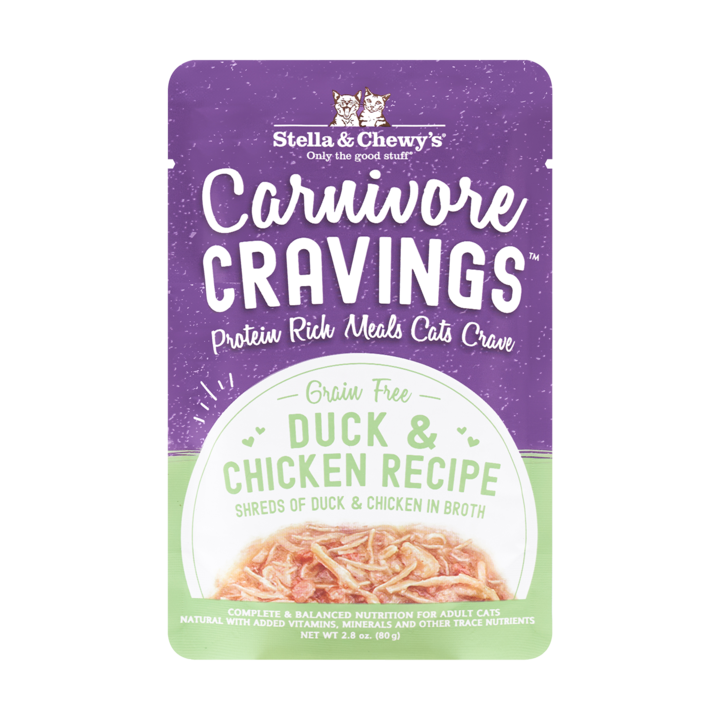 Stella & Chewy's®
Only the good stuff®
Carnivore
CRAVINGS™
Protein Rich Meals Cats Crave
Grain Free
DUCK &
CHICKEN RECIPE
SHREDS OF DUCK & CHICKEN IN BROTH
COMPLETE & BALANCED NUTRITION FOR ADULT CATS
NATURAL WITH ADDED VITAMINS, MINERALS AND OTHER TRACE NUTRIENTS
NET WT 2.8 oz. (80 g)